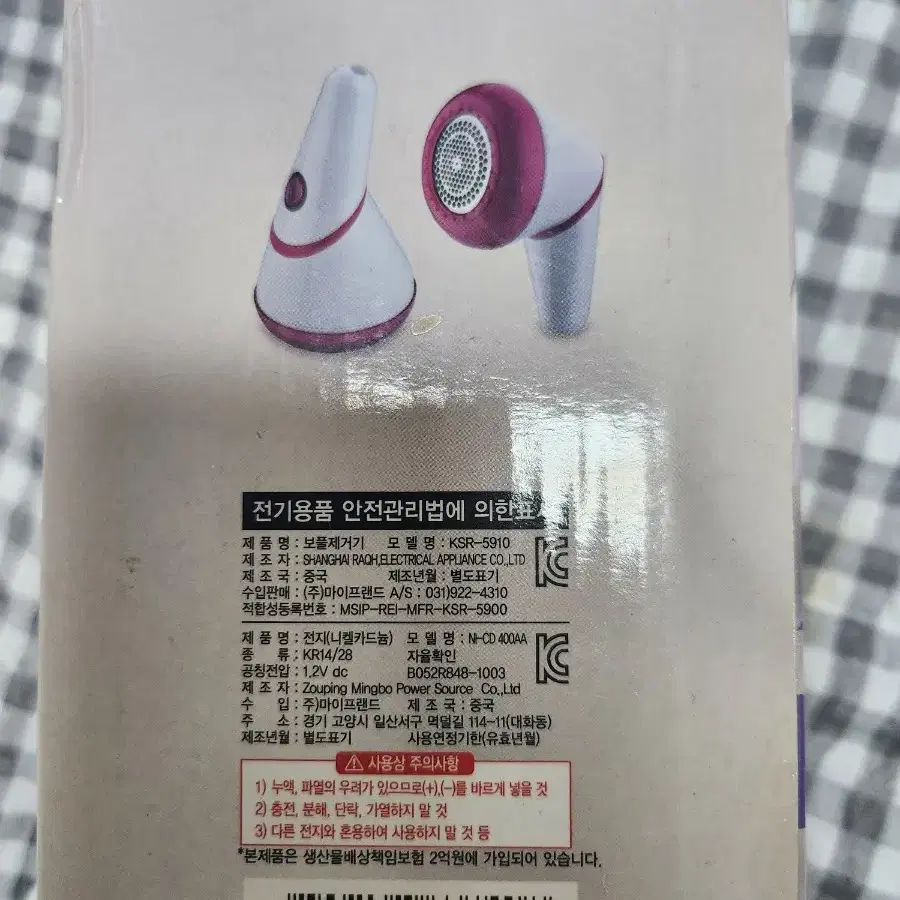 전기용품 안전관리법에 의한표시
제 품 명 : 보풀제거기 모 델 명 : KSR-5910
제 조 자 : SHANGHAI RAQH,ELECTRICAL APPLIANCE CO.,LTD
제 조 국 : 중국 제조년월 : 별도표기
수입판매 : (주)마이프랜드 A/S : 031)922-4310
적합성등록번호 : MSIP-REI-MFR-KSR-5900
제 품 명 : 전지(니켈카드늄) 모 델 명 : NI-CD 400AA
종 류 : KR14/28 자율확인
공칭전압 : 1,2V dc B052R848-1003
제 조 자 : Zouping Mingbo Power Source Co,.Ltd
수 입 : 주)마이프랜드 제 조 국 : 중국
주 소 : 경기 고양시 일산서구 멱덜길 114-11(대화동)
제조년월 : 별도표기 사용연정기한(유효년월)
사용상 주의사항
1) 누액, 파열의 우려가 있으므로(+),(-)를 바르게 넣을 것
2) 충전, 분해, 단락, 가열하지 말 것
3) 다른 전지와 혼용하여 사용하지 말 것 등
*본제품은 생산물배상책임보험 2억원에 가입되어 있습니다.